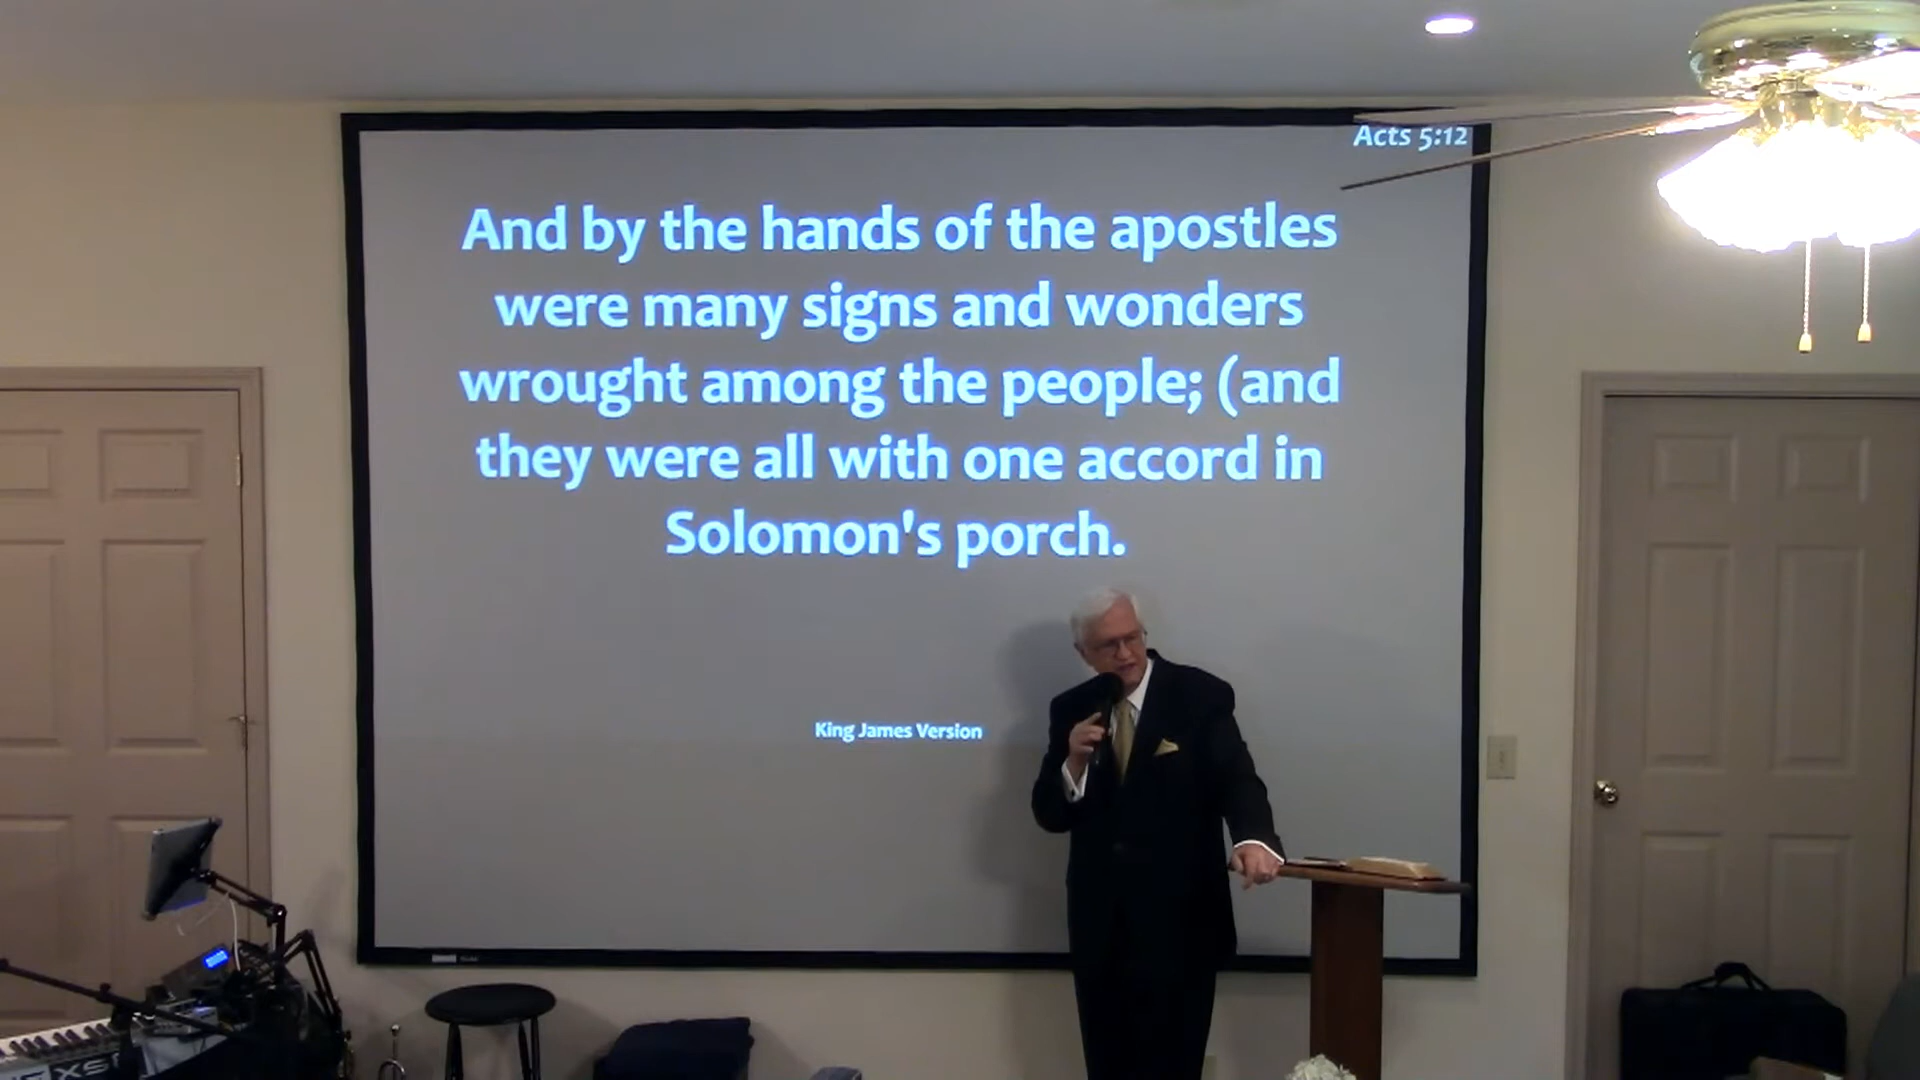 Acts 5:12
And by the hands of the apostles
were many signs and wonders
wrought among the people; (and
they were all with one accord in
Solomon's porch.
King James Version